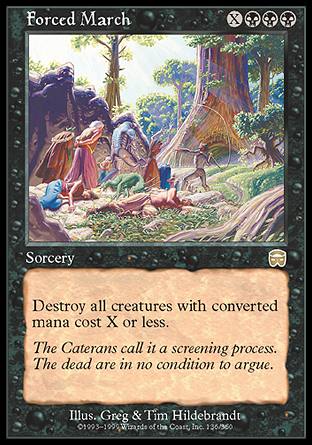 Forced March X
Sorcery
Destroy all creatures with converted
mana cost X or less.
The Caterans call it a screening process.
The dead are in no condition to argue.
Illus. Greg & Tim Hildebrandt
©1993–1999 Wizards of the Coast, Inc. 136/350